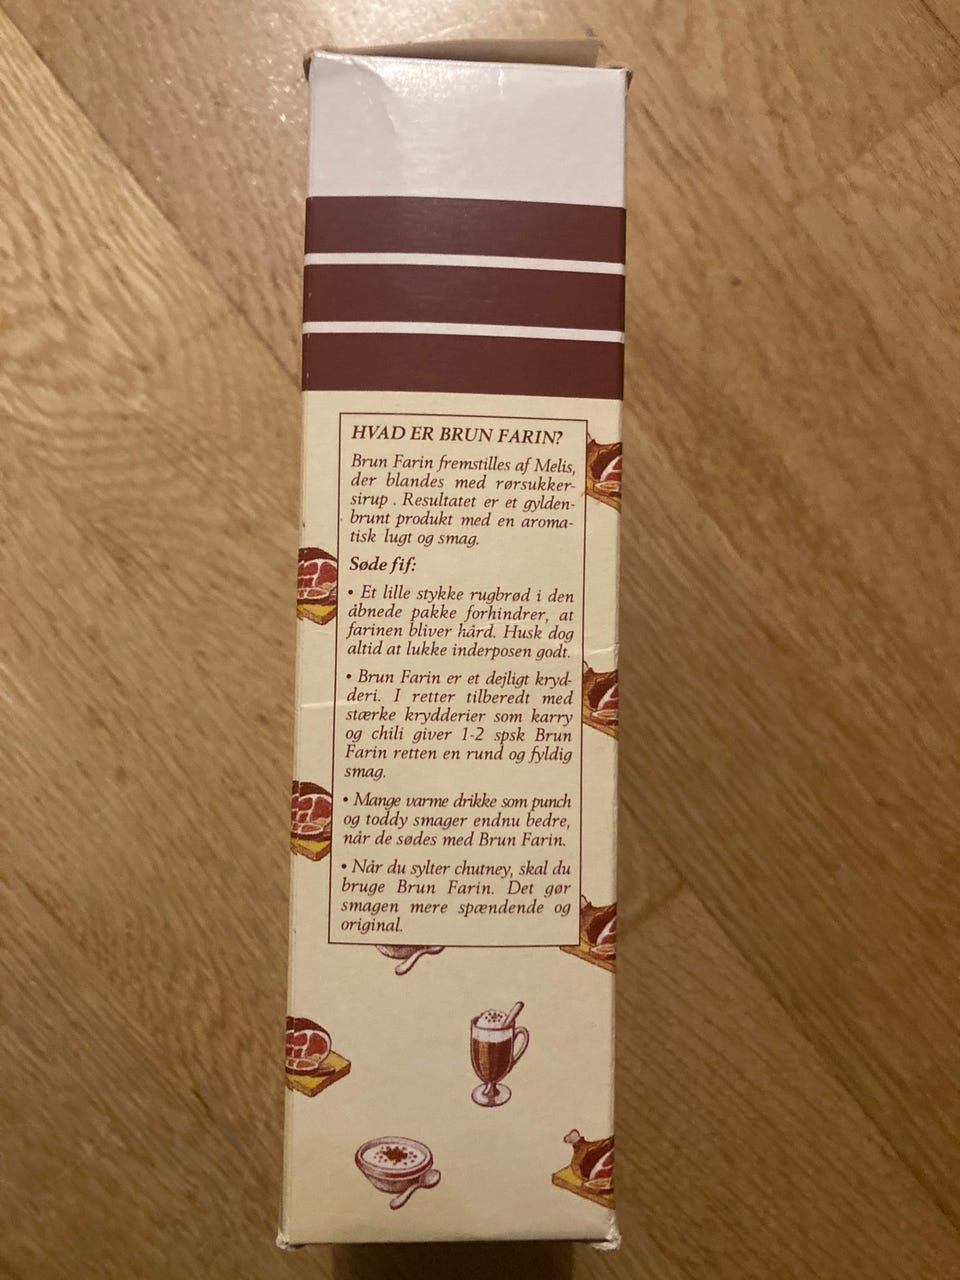 HVAD ER BRUN FARIN?
Brun Farin fremstilles af Melis,
der blandes med rørsukker-
sirup . Resultatet er et gylden-
brunt produkt med en aroma-
tisk lugt og smag.
Søde fif:
• Et lille stykke rugbrød i den
åbnede pakke forhindrer, at
farinen bliver hård. Husk dog
altid at lukke inderposen godt.
• Brun Farin er et dejligt kryd-
deri. I retter tilberedt med
stærke krydderier som karry
og chili giver 1-2 spsk Brun
Farin retten en rund og fyldig
smag.
• Mange varme drikke som punch
og toddy smager endnu bedre,
når de sødes med Brun Farin.
• Når du sylter chutney, skal du
bruge Brun Farin. Det gør
smagen mere spændende og
original.